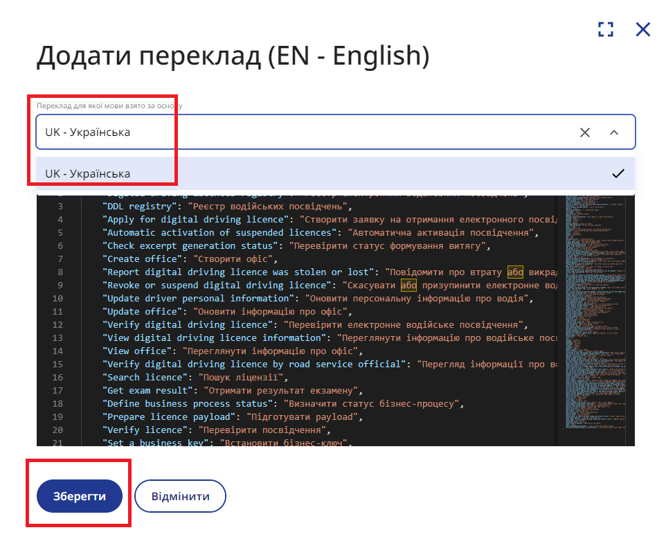 Додати переклад (EN - English)
Переклад для якої мови взято за основу
UK - Українська
UK - Українська
3 "DDL registry": "Реєстр водійських посвідчень",
4 "Apply for digital driving licence": "Створити заявку на отримання електронного посвід
5 "Automatic activation of suspended licences": "Автоматична активація посвідчення",
6 "Check excerpt generation status": "Перевірити статус формування витягу",
7 "Create office": "Створити офіс",
8 "Report digital driving licence was stolen or lost": "Повідомити про втрату або викрад
9 "Revoke or suspend digital driving licence": "Скасувати або призупинити електронне вод
10 "Update driver personal information": "Оновити персональну інформацію про водія",
11 "Update office": "Оновити інформацію про офіс",
12 "Verify digital driving licence": "Перевірити електронне водійське посвідчення",
13 "View digital driving licence information": "Переглянути інформацію про водійське посв
14 "View office": "Переглянути інформацію про офіс",
15 "Verify digital driving licence by road service official": "Перегляд інформації про во
16 "Search licence": "Пошук ліцензії",
17 "Get exam result": "Отримати результат екзамену",
18 "Define business process status": "Визначити статус бізнес-процесу",
19 "Prepare licence payload": "Підготувати payload",
20 "Verify licence": "Перевірити посвідчення",
21 "Set a business key": "Встановити бізнес-ключ",
Зберегти
Відмінити